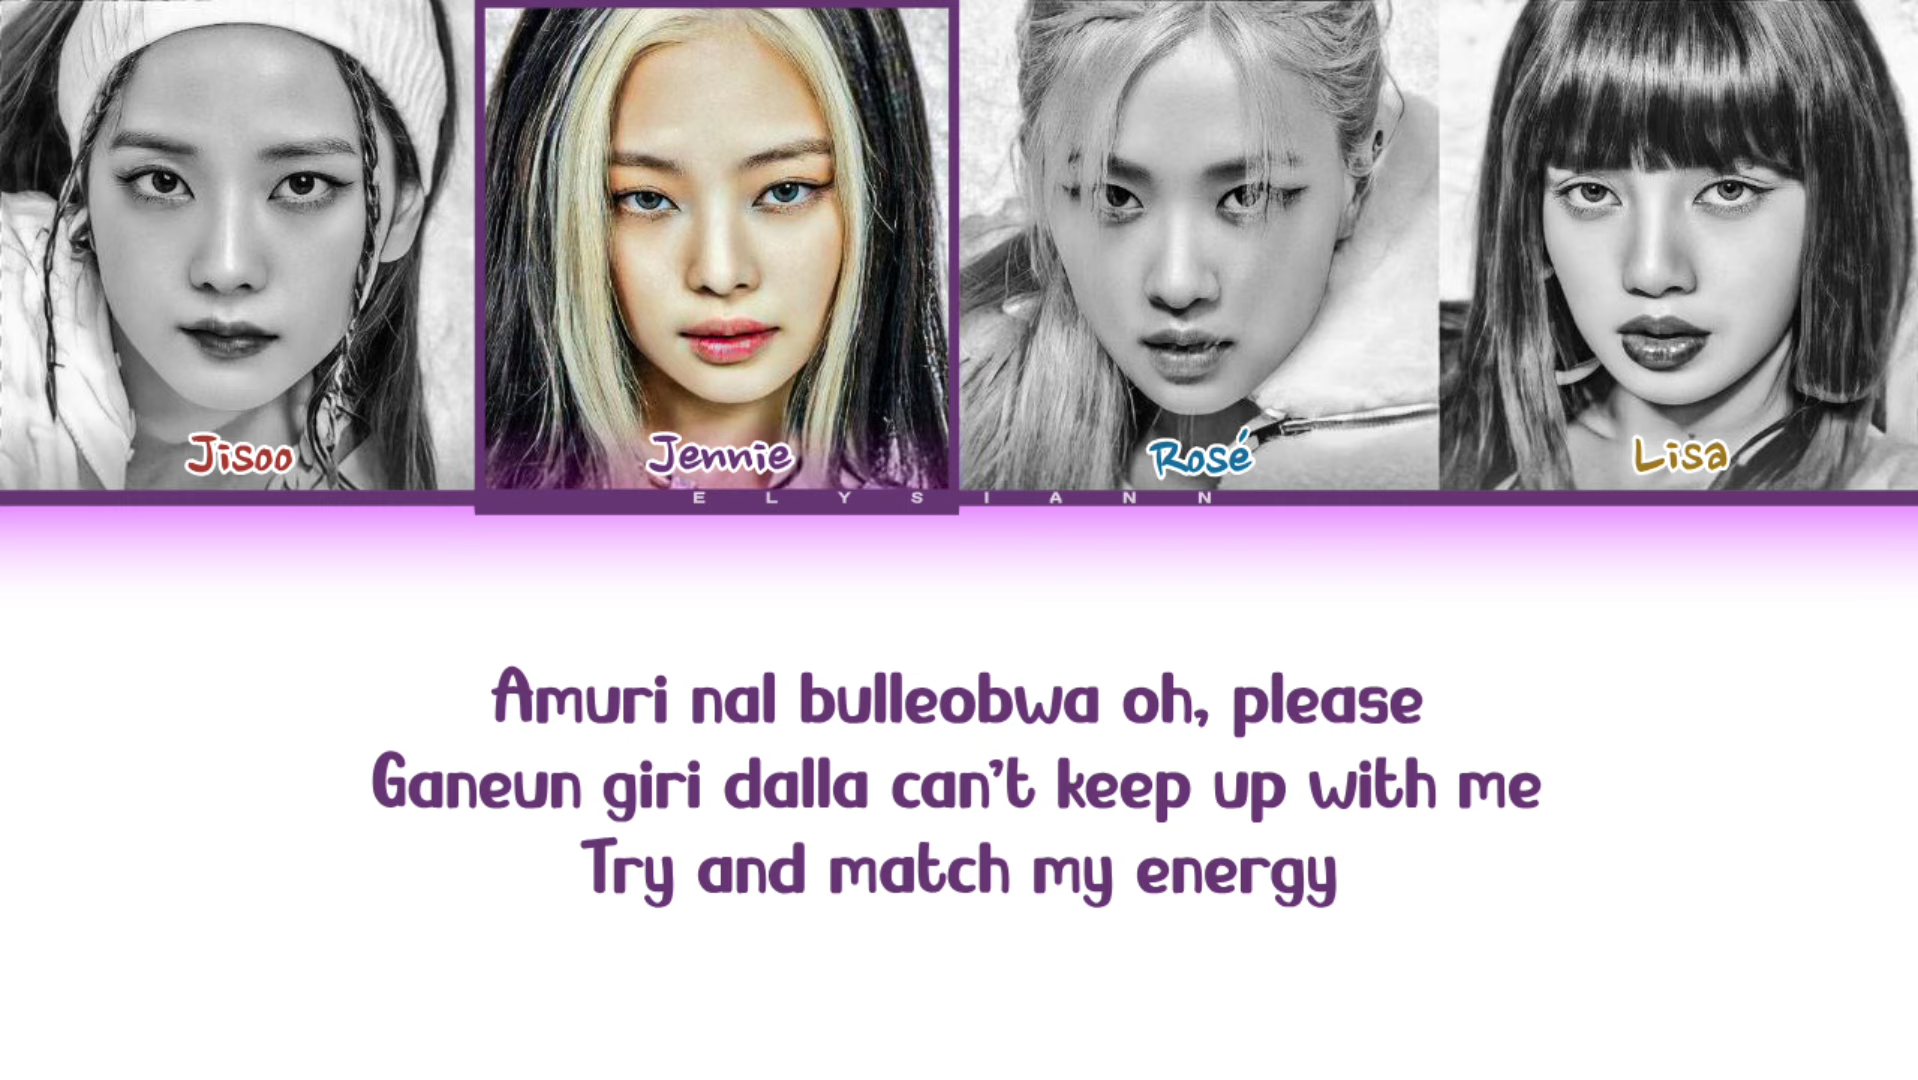 Jisoo
Jennie
Rosé
Lisa
ELYSIANN
Amuri nal bulleobwa oh, please
Ganeun giri dalla can't keep up with me
Try and match my energy